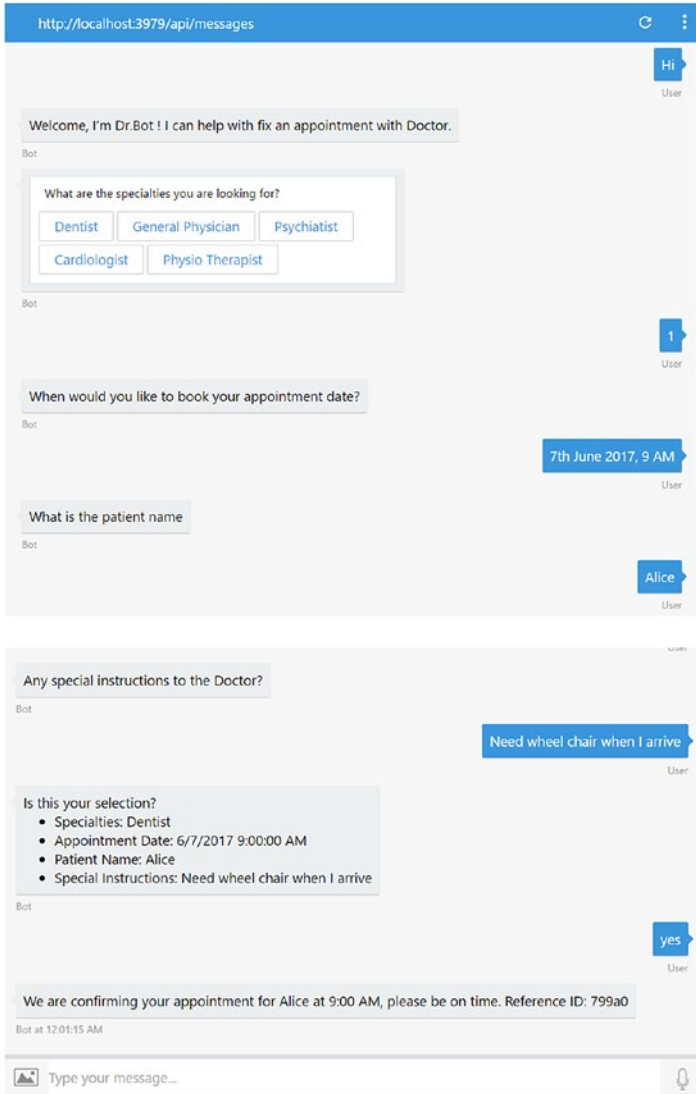 http://localhost:3979/api/messages
Hi
User
Welcome, I'm Dr.Bot ! I can help with fix an appointment with Doctor.
Bot
What are the specialties you are looking for?
Dentist General Physician Psychiatist
Cardiologist Physio Therapist
Bot
1
User
When would you like to book your appointment date?
Bot
7th June 2017, 9 AM
User
What is the patient name
Bot
Alice
User
User
Any special instructions to the Doctor?
Bot
Need wheel chair when I arrive
User
Is this your selection?
• Specialties: Dentist
• Appointment Date: 6/7/2017 9:00:00 AM
• Patient Name: Alice
• Special Instructions: Need wheel chair when I arrive
Bot
yes
User
We are confirming your appointment for Alice at 9:00 AM, please be on time. Reference ID: 799a0
Bot at 12:01:15 AM
Type your message...